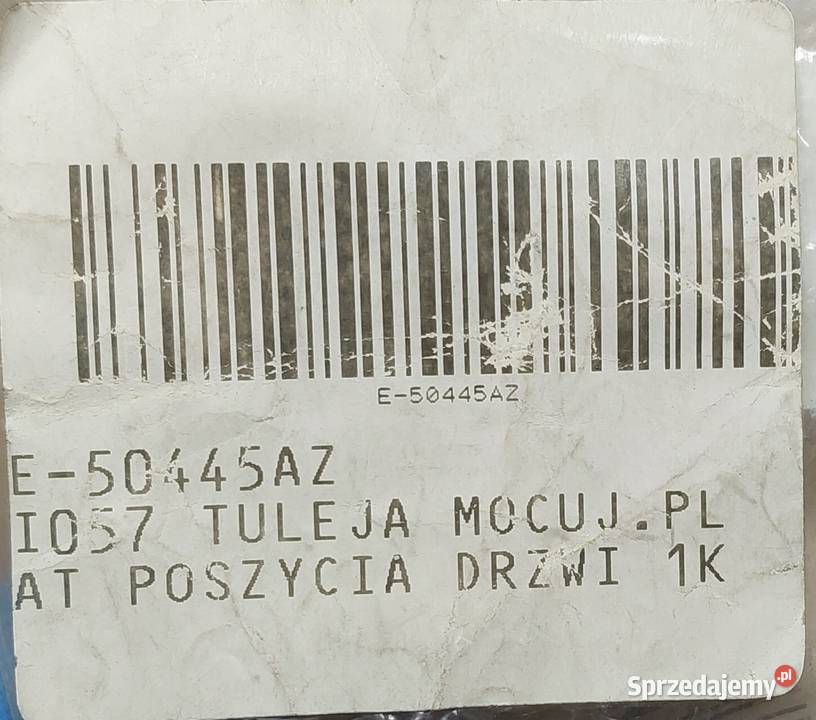 E-50445AZ
E-50445AZ
I057 TULEJA MOCUJ.PL
AT POSZYCIA DRZWI 1K
Sprzedajemy.pl